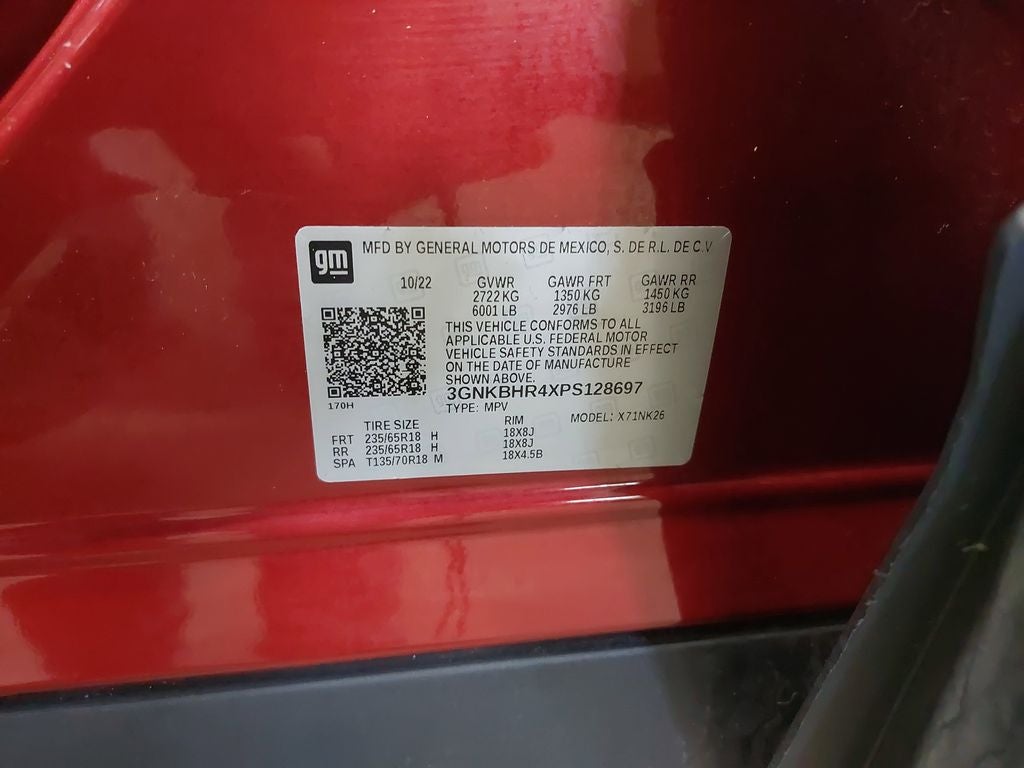 gm
MFD BY GENERAL MOTORS DE MEXICO, S. DE R.L. DE C.V
10/22 GVWR GAWR FRT GAWR RR
2722 KG 1350 KG 1450 KG
6001 LB 2976 LB 3196 LB
THIS VEHICLE CONFORMS TO ALL
APPLICABLE U.S. FEDERAL MOTOR
VEHICLE SAFETY STANDARDS IN EFFECT
ON THE DATE OF MANUFACTURE
SHOWN ABOVE.
3GNKBHR4XPS128697
170H
TYPE: MPV MODEL: X71NK26
TIRE SIZE RIM
FRT 235/65R18 H 18X8J
RR 235/65R18 H 18X8J
SPA T135/70R18 M 18X4.5B